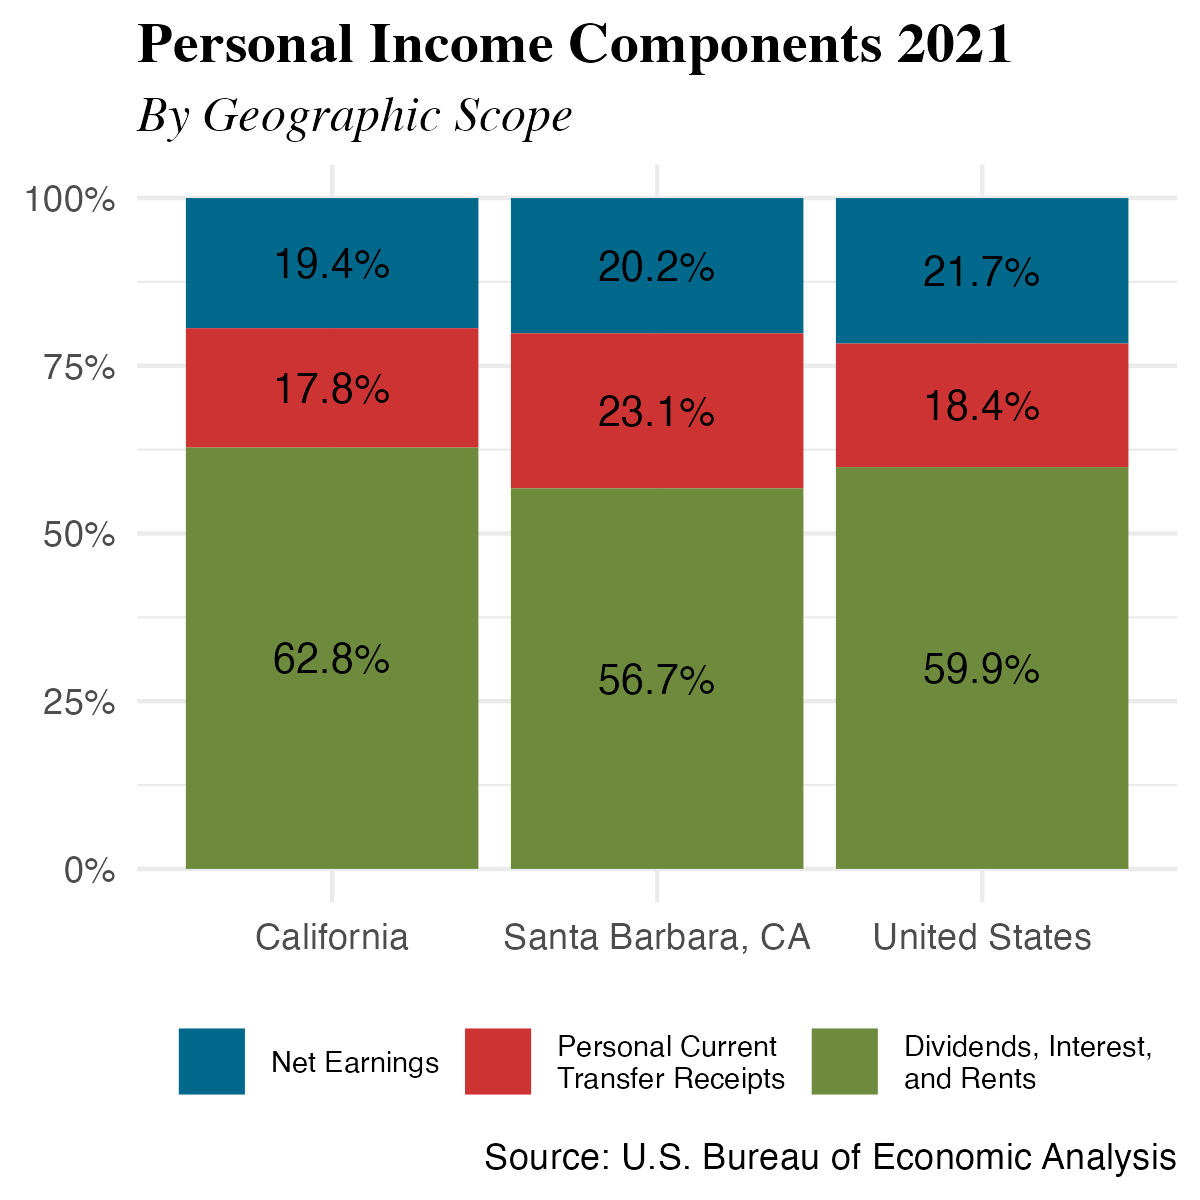 Personal Income Components 2021
By Geographic Scope
100%
75%
50%
25%
0%
19.4%
20.2%
21.7%
17.8%
23.1%
18.4%
62.8%
56.7%
59.9%
California
Santa Barbara, CA
United States
Net Earnings
Personal Current
Transfer Receipts
Dividends, Interest,
and Rents
Source: U.S. Bureau of Economic Analysis